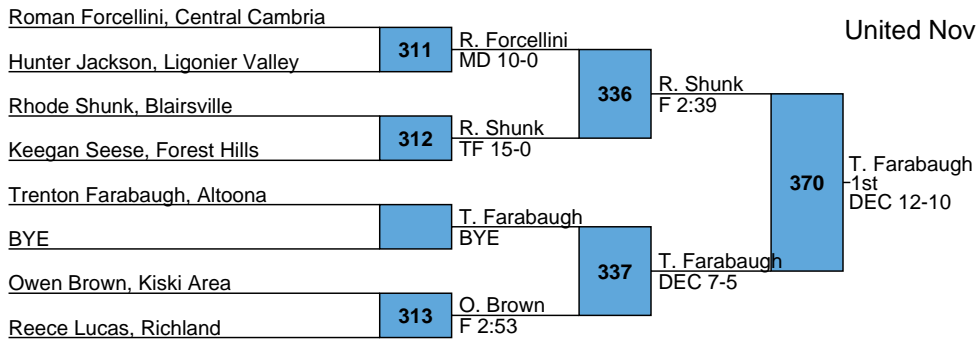 Roman Forcellini, Central Cambria
311
R. Forcellini
MD 10-0
Hunter Jackson, Ligonier Valley
336
R. Shunk
F 2:39
Rhode Shunk, Blairsville
312
R. Shunk
TF 15-0
Keegan Seese, Forest Hills
United Nov
370
T. Farabaugh
1st
DEC 12-10
Trenton Farabaugh, Altoona
T. Farabaugh
BYE
BYE
337
T. Farabaugh
DEC 7-5
Owen Brown, Kiski Area
313
O. Brown
F 2:53
Reece Lucas, Richland